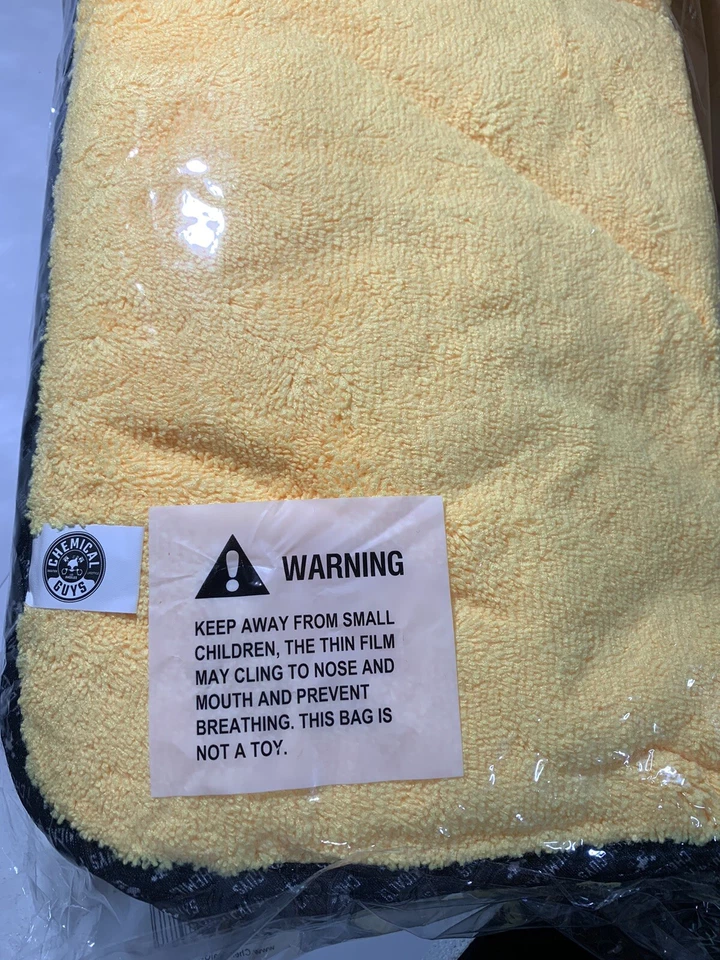 CHEMICAL
GUYS
WARNING
KEEP AWAY FROM SMALL
CHILDREN, THE THIN FILM
MAY CLING TO NOSE AND
MOUTH AND PREVENT
BREATHING. THIS BAG IS
NOT A TOY.